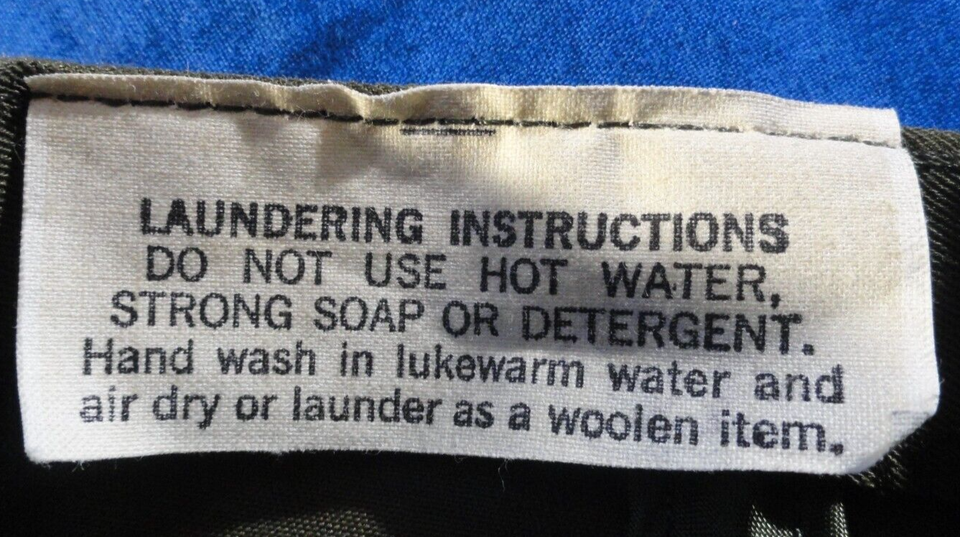 LAUNDERING INSTRUCTIONS
DO NOT USE HOT WATER,
STRONG SOAP OR DETERGENT.
Hand wash in lukewarm water and
air dry or launder as a woolen item.